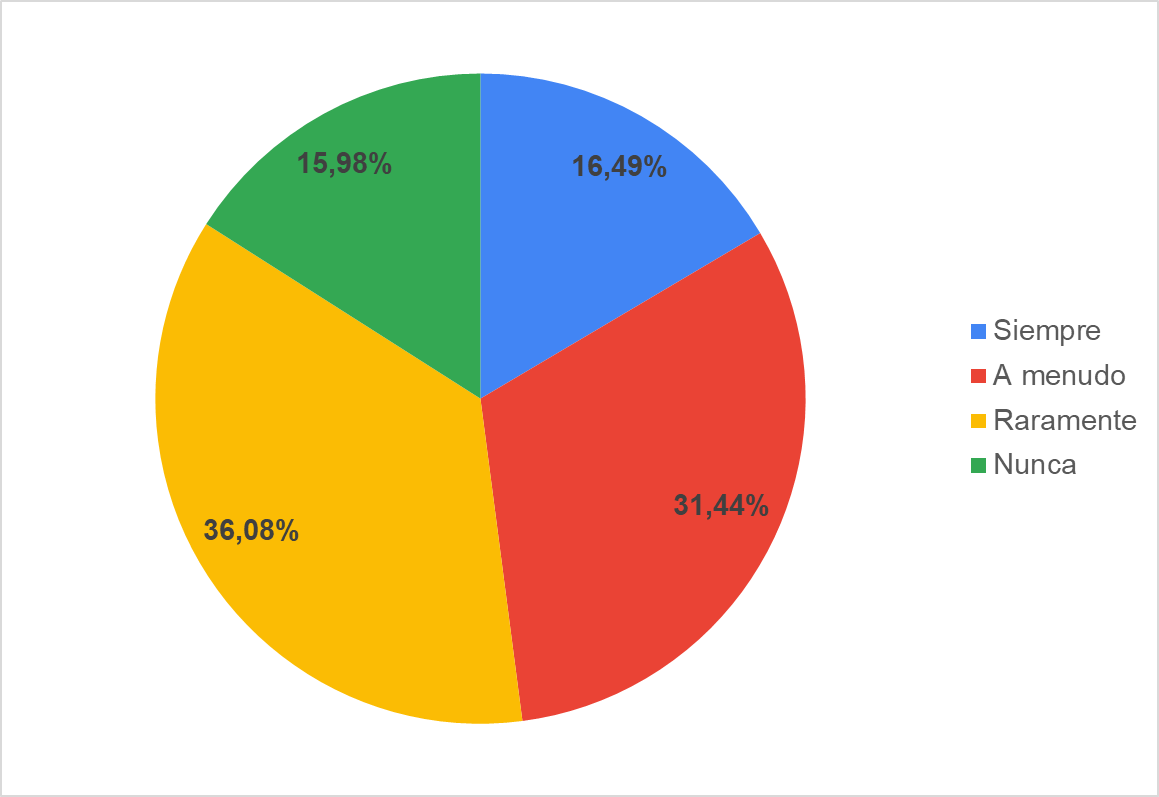 15,98%
16,49%
Siempre
A menudo
Raramente
Nunca
31,44%
36,08%